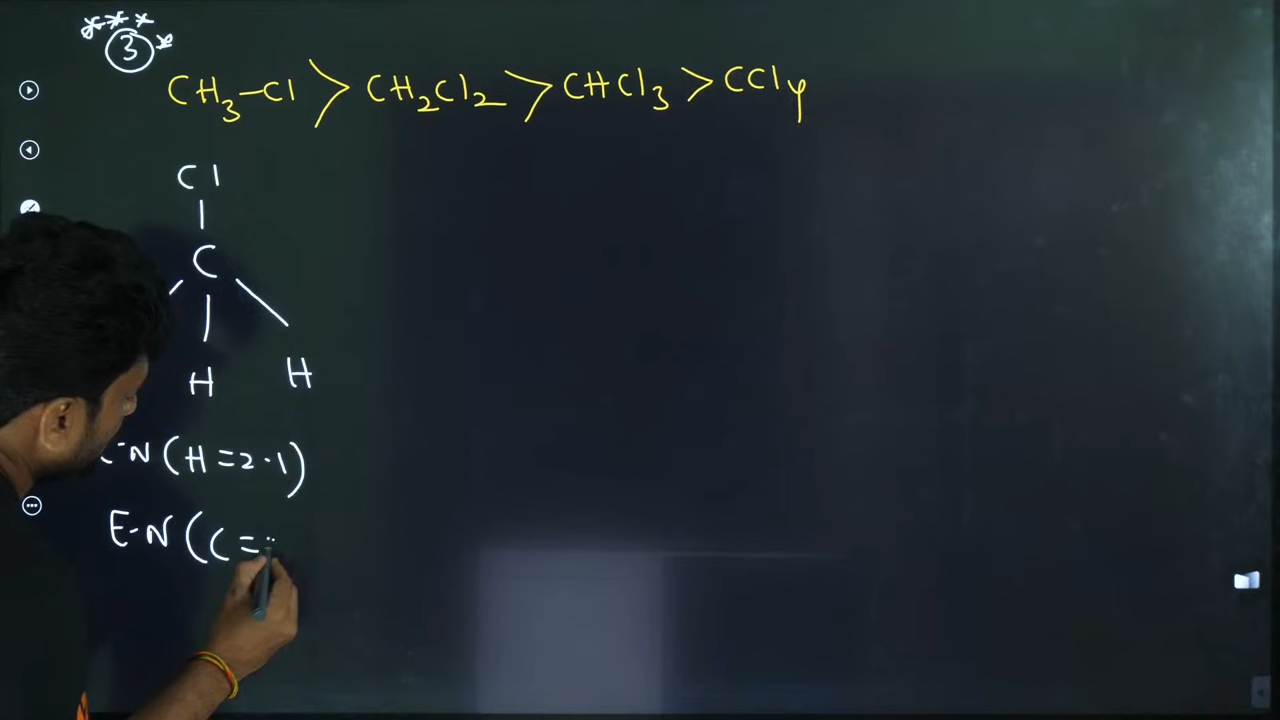 ***
3 *
CH3-Cl > CH2Cl2 > CHCl3 > CCl4
Cl
C
H H
-N (H=2.1)
E-N (C=